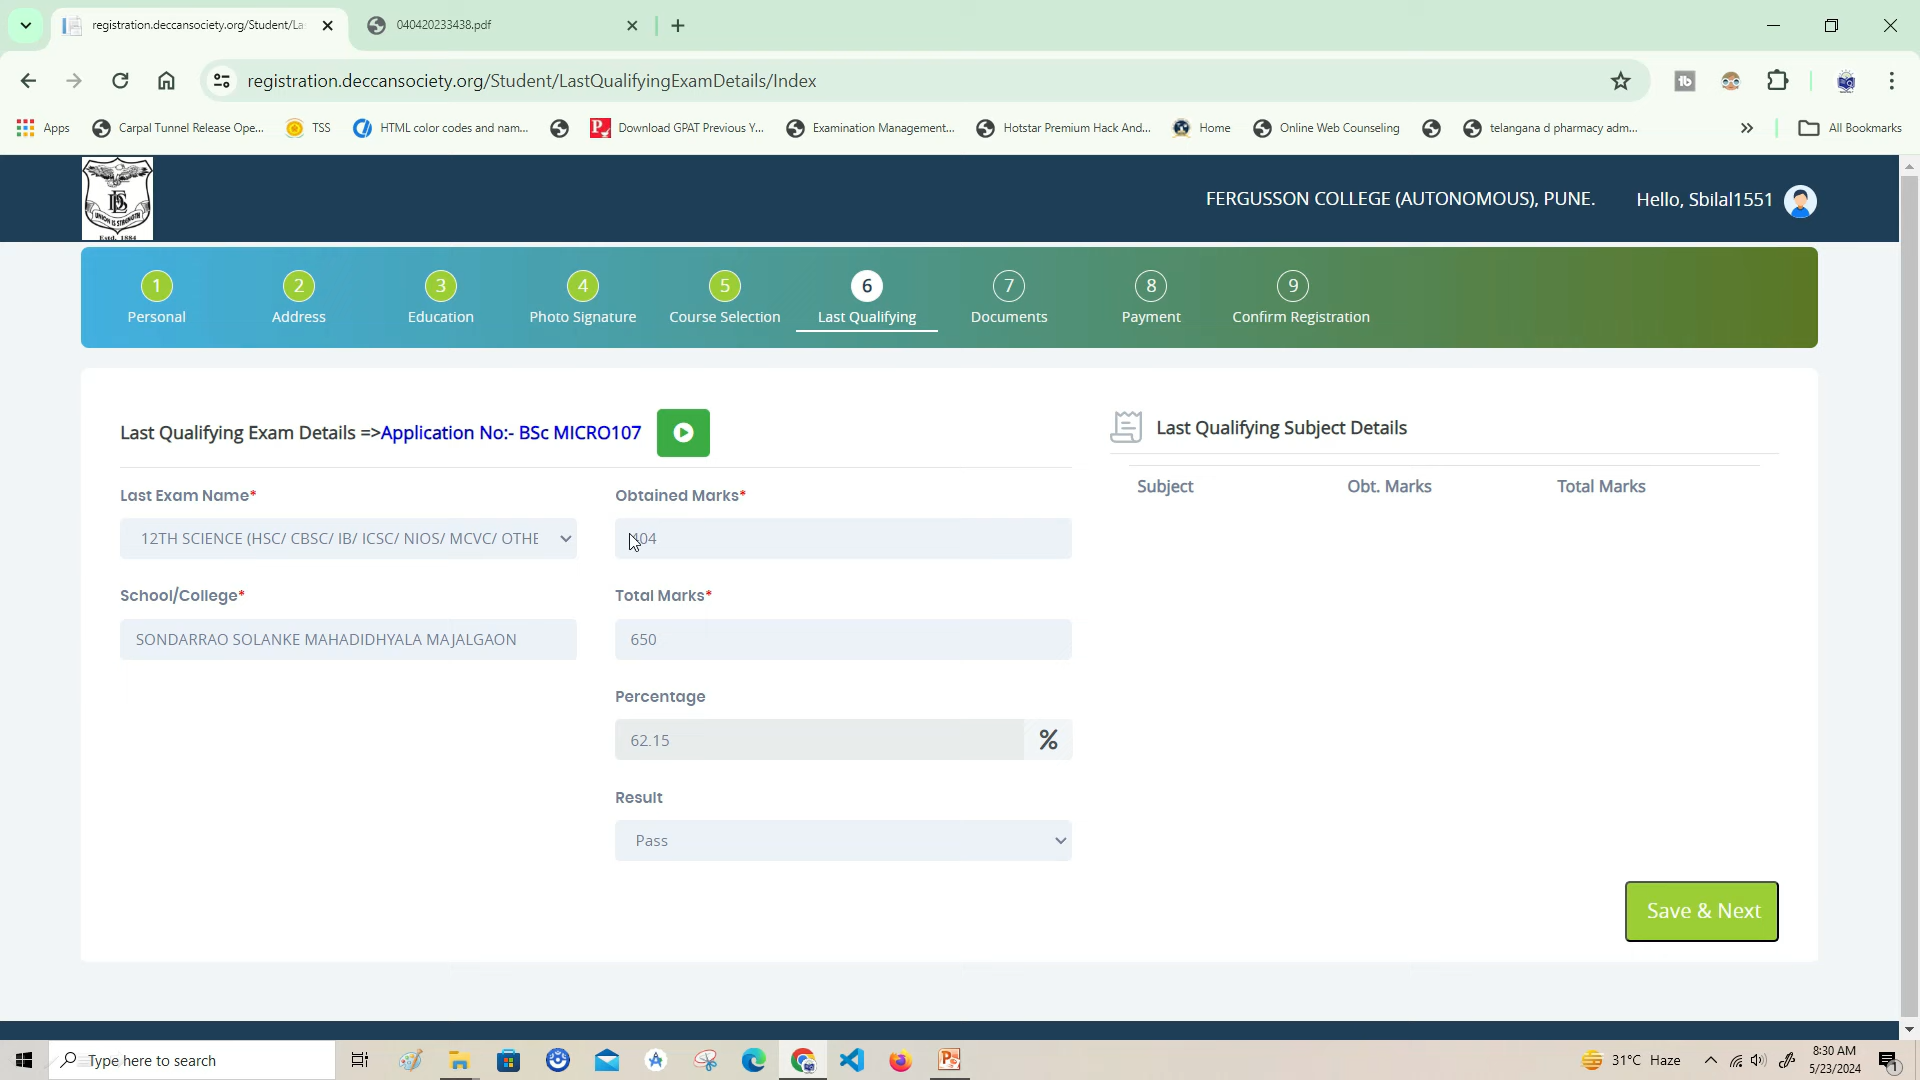 registration.deccansociety.org/Student/La
040420233438.pdf
registration.deccansociety.org/Student/LastQualifyingExamDetails/Index
Apps
Carpal Tunnel Release Ope...
TSS
HTML color codes and nam...
Download GPAT Previous Y...
Examination Management...
Hotstar Premium Hack And...
Home
Online Web Counseling
telangana d pharmacy adm...
All Bookmarks
FERGUSSON COLLEGE (AUTONOMOUS), PUNE.
Hello, Sbilal1551
1 2 3 4 5 6 7 8 9
Personal Address Education Photo Signature Course Selection Last Qualifying Documents Payment Confirm Registration
Last Qualifying Exam Details =>Application No:- BSc MICRO107
Last Qualifying Subject Details
Subject Obt. Marks Total Marks
Last Exam Name*
12TH SCIENCE (HSC/ CBSC/ IB/ ICSC/ NIOS/ MCVC/ OTHE
School/College*
SONDARRAO SOLANKE MAHADIDHYALA MAJALGAON
Obtained Marks*
Total Marks*
650
Percentage
62.15 %
Result
Pass
Save & Next
Type here to search
31°C Haze
8:30 AM
5/23/2024
1